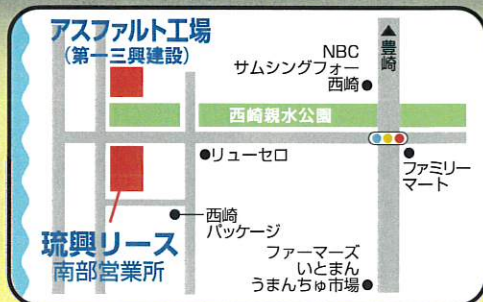 アスファルト工場
(第一三興建設)
▲豊崎
NBC
サムシングフォー
西崎
西崎親水公園
リューセロ
ファミリー
マート
西崎
パッケージ
琉興リース
南部営業所
ファーマーズ
いとまん
うまんちゅ市場